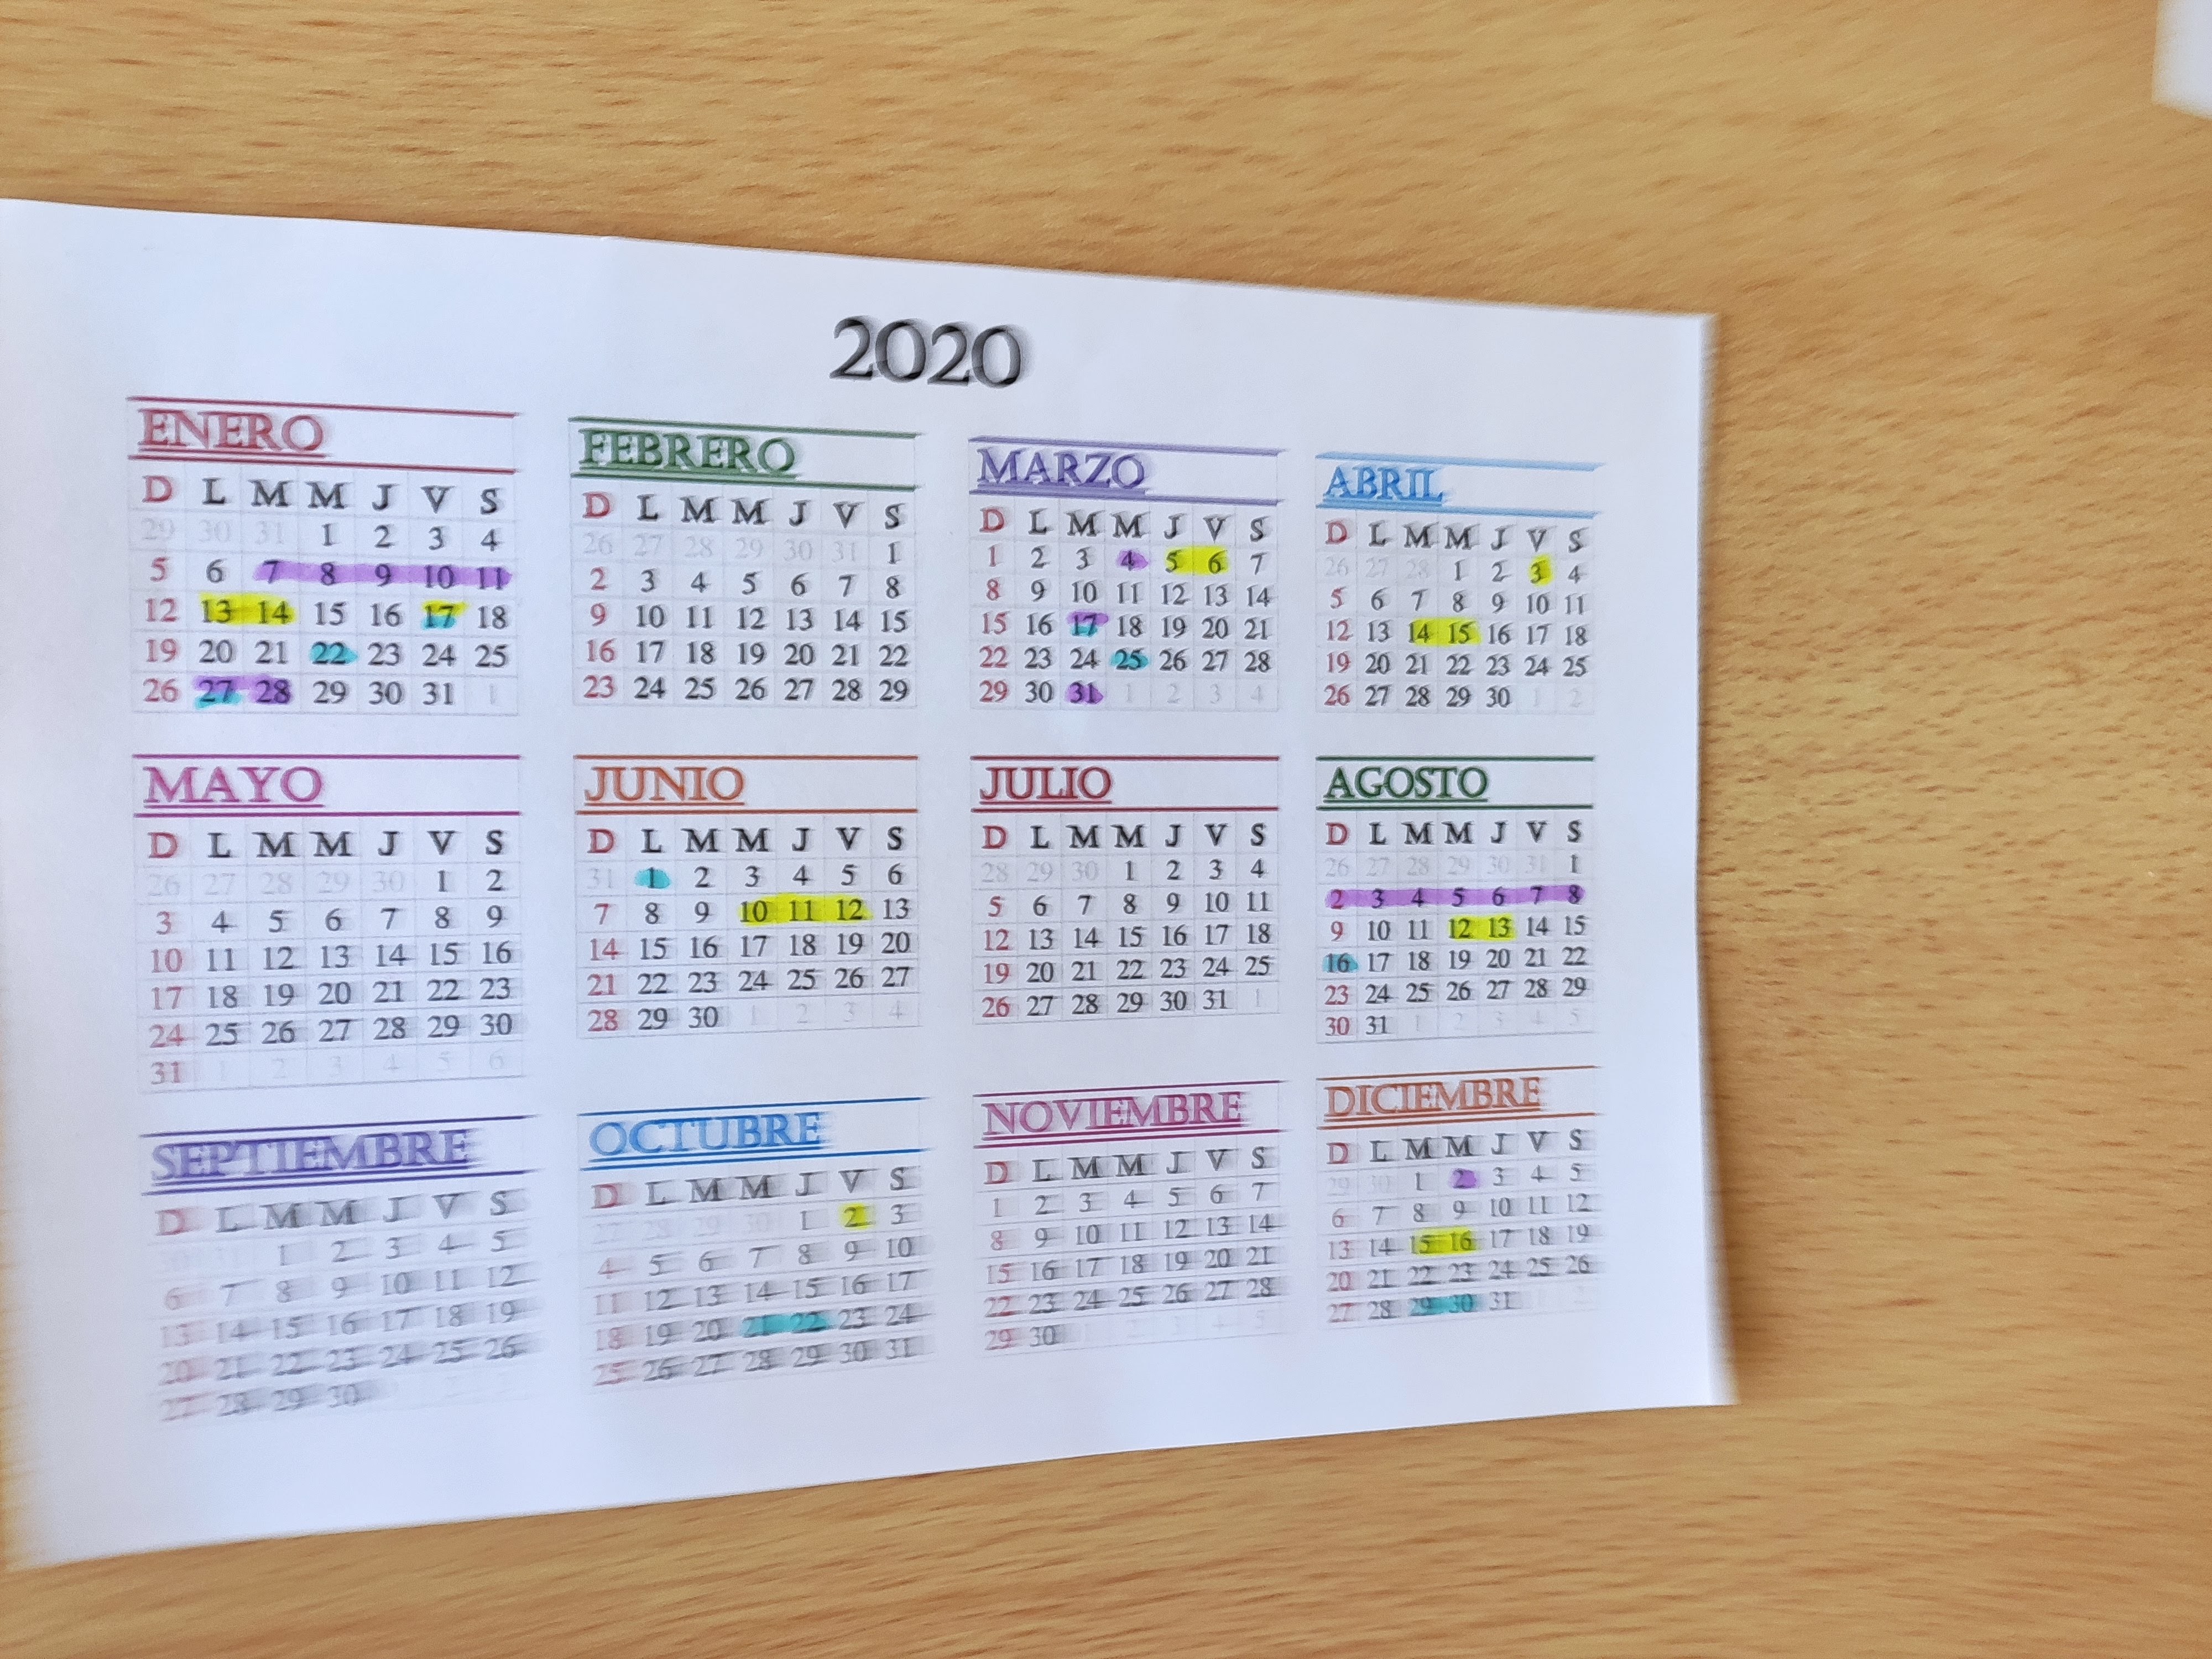 2020
ENERO
D L M M J V S
29 30 31 1 2 3 4
5 6 7 8 9 10 11
12 13 14 15 16 17 18
19 20 21 22 23 24 25
26 27 28 29 30 31 1
FEBRERO
D L M M J V S
26 27 28 29 30 31 1
2 3 4 5 6 7 8
9 10 11 12 13 14 15
16 17 18 19 20 21 22
23 24 25 26 27 28 29
MARZO
D L M M J V S
1 2 3 4 5 6 7
8 9 10 11 12 13 14
15 16 17 18 19 20 21
22 23 24 25 26 27 28
29 30 31 1 2 3 4
ABRIL
D L M M J V S
26 27 28 1 2 3 4
5 6 7 8 9 10 11
12 13 14 15 16 17 18
19 20 21 22 23 24 25
26 27 28 29 30 1 2
MAYO
D L M M J V S
26 27 28 29 30 1 2
3 4 5 6 7 8 9
10 11 12 13 14 15 16
17 18 19 20 21 22 23
24 25 26 27 28 29 30
31 1 2 3 4 5 6
JUNIO
D L M M J V S
31 1 2 3 4 5 6
7 8 9 10 11 12 13
14 15 16 17 18 19 20
21 22 23 24 25 26 27
28 29 30 1 2 3 4
JULIO
D L M M J V S
28 29 30 1 2 3 4
5 6 7 8 9 10 11
12 13 14 15 16 17 18
19 20 21 22 23 24 25
26 27 28 29 30 31 1
AGOSTO
D L M M J V S
26 27 28 29 30 31 1
2 3 4 5 6 7 8
9 10 11 12 13 14 15
16 17 18 19 20 21 22
23 24 25 26 27 28 29
30 31 1 2 3 4 5
SEPTIEMBRE
D L M M J V S
1 2 3 4 5
6 7 8 9 10 11 12
13 14 15 16 17 18 19
20 21 22 23 24 25 26
27 28 29 30
OCTUBRE
D L M M J V S
27 28 29 30 1 2 3
4 5 6 7 8 9 10
11 12 13 14 15 16 17
18 19 20 21 22 23 24
25 26 27 28 29 30 31
NOVIEMBRE
D L M M J V S
1 2 3 4 5 6 7
8 9 10 11 12 13 14
15 16 17 18 19 20 21
22 23 24 25 26 27 28
29 30 1 2 3 4 5
DICIEMBRE
D L M M J V S
29 30 1 2 3 4 5
6 7 8 9 10 11 12
13 14 15 16 17 18 19
20 21 22 23 24 25 26
27 28 29 30 31